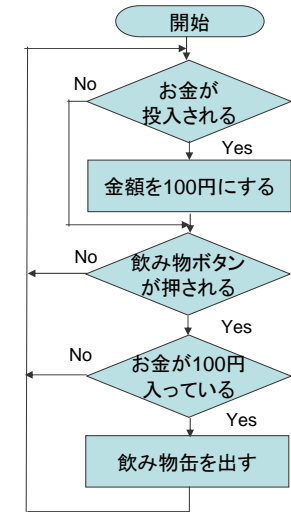 開始
No
お金が
投入される
Yes
金額を100円にする
No
飲み物ボタン
が押される
Yes
No
お金が100円
入っている
Yes
飲み物缶を出す